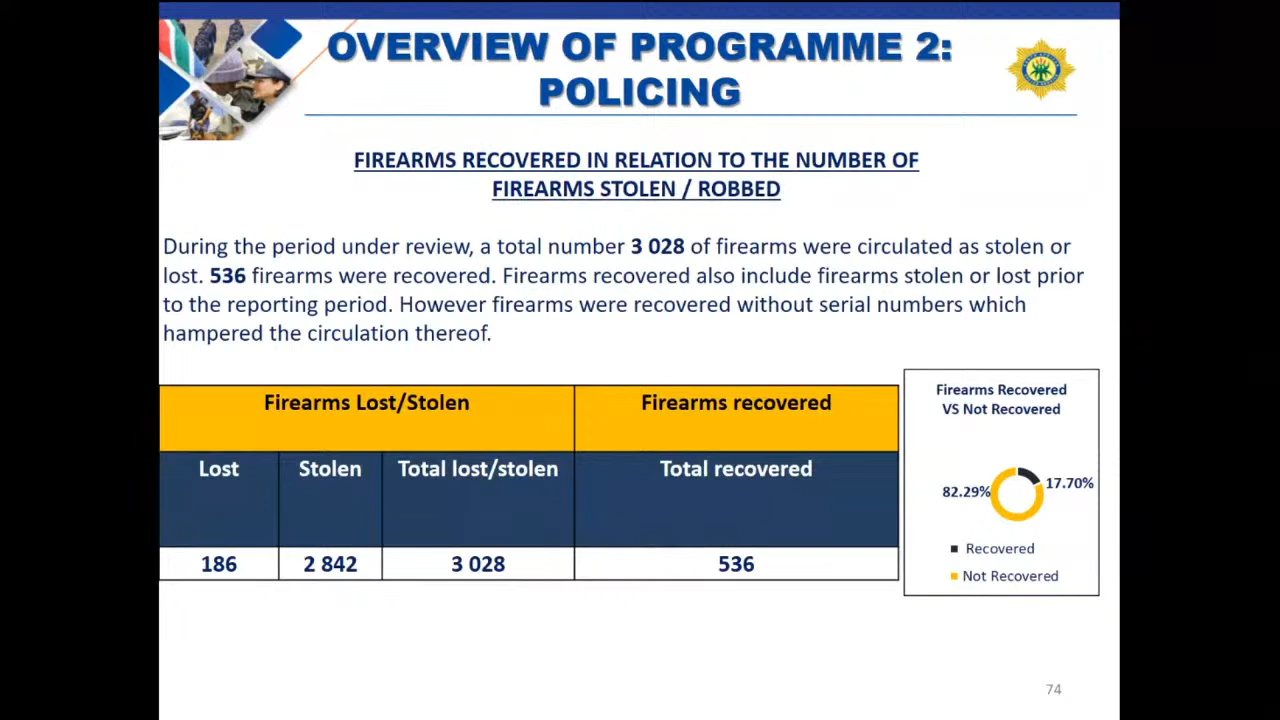 OVERVIEW OF PROGRAMME 2:
POLICING
FIREARMS RECOVERED IN RELATION TO THE NUMBER OF
FIREARMS STOLEN / ROBBED
During the period under review, a total number 3 028 of firearms were circulated as stolen or
lost. 536 firearms were recovered. Firearms recovered also include firearms stolen or lost prior
to the reporting period. However firearms were recovered without serial numbers which
hampered the circulation thereof.
Firearms Lost/Stolen
Firearms recovered
Lost
Stolen
Total lost/stolen
Total recovered
186
2 842
3 028
536
Firearms Recovered
VS Not Recovered
82.29%
17.70%
Recovered
Not Recovered
74